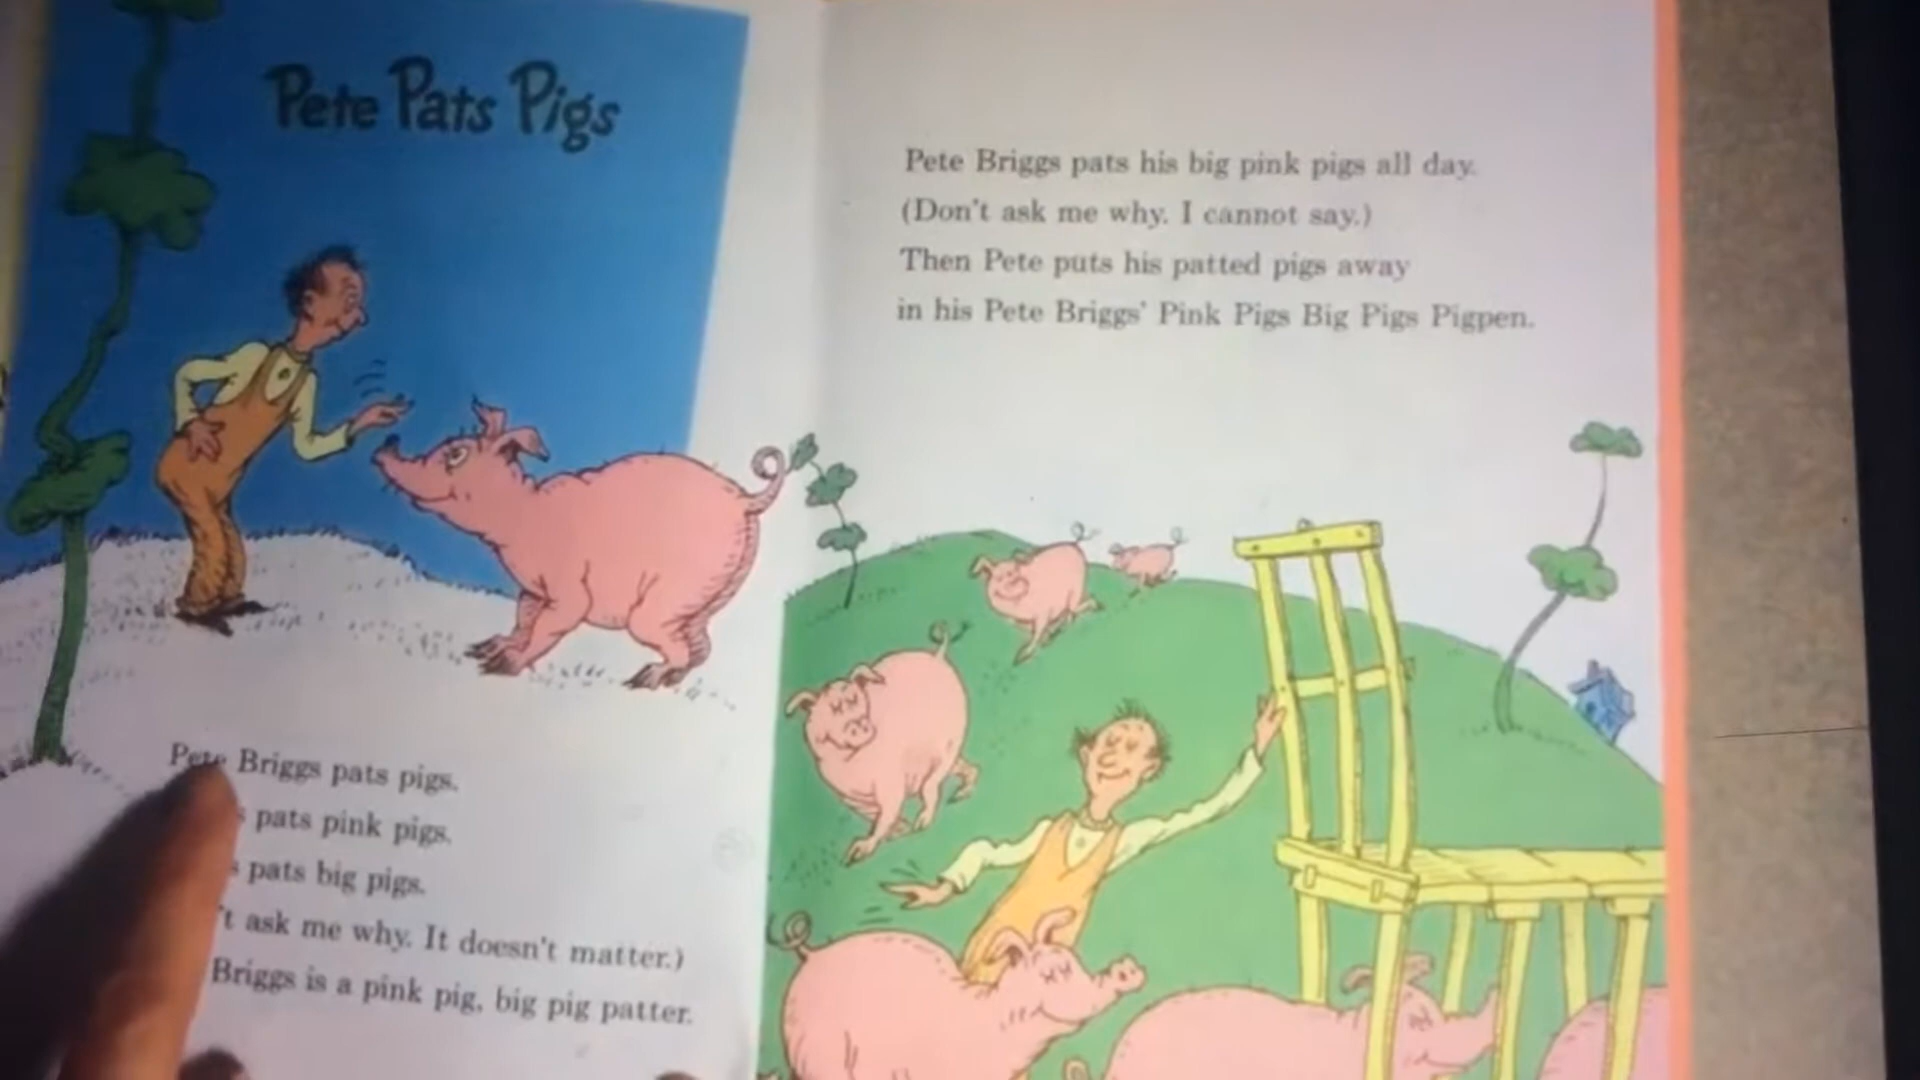 Pete Pats Pigs
Pete Briggs pats pigs.
pats pink pigs.
pats big pigs.
ask me why. It doesn't matter.)
Briggs is a pink pig, big pig patter.
Pete Briggs pats his big pink pigs all day.
(Don't ask me why. I cannot say.)
Then Pete puts his patted pigs away
in his Pete Briggs' Pink Pigs Big Pigs Pigpen.